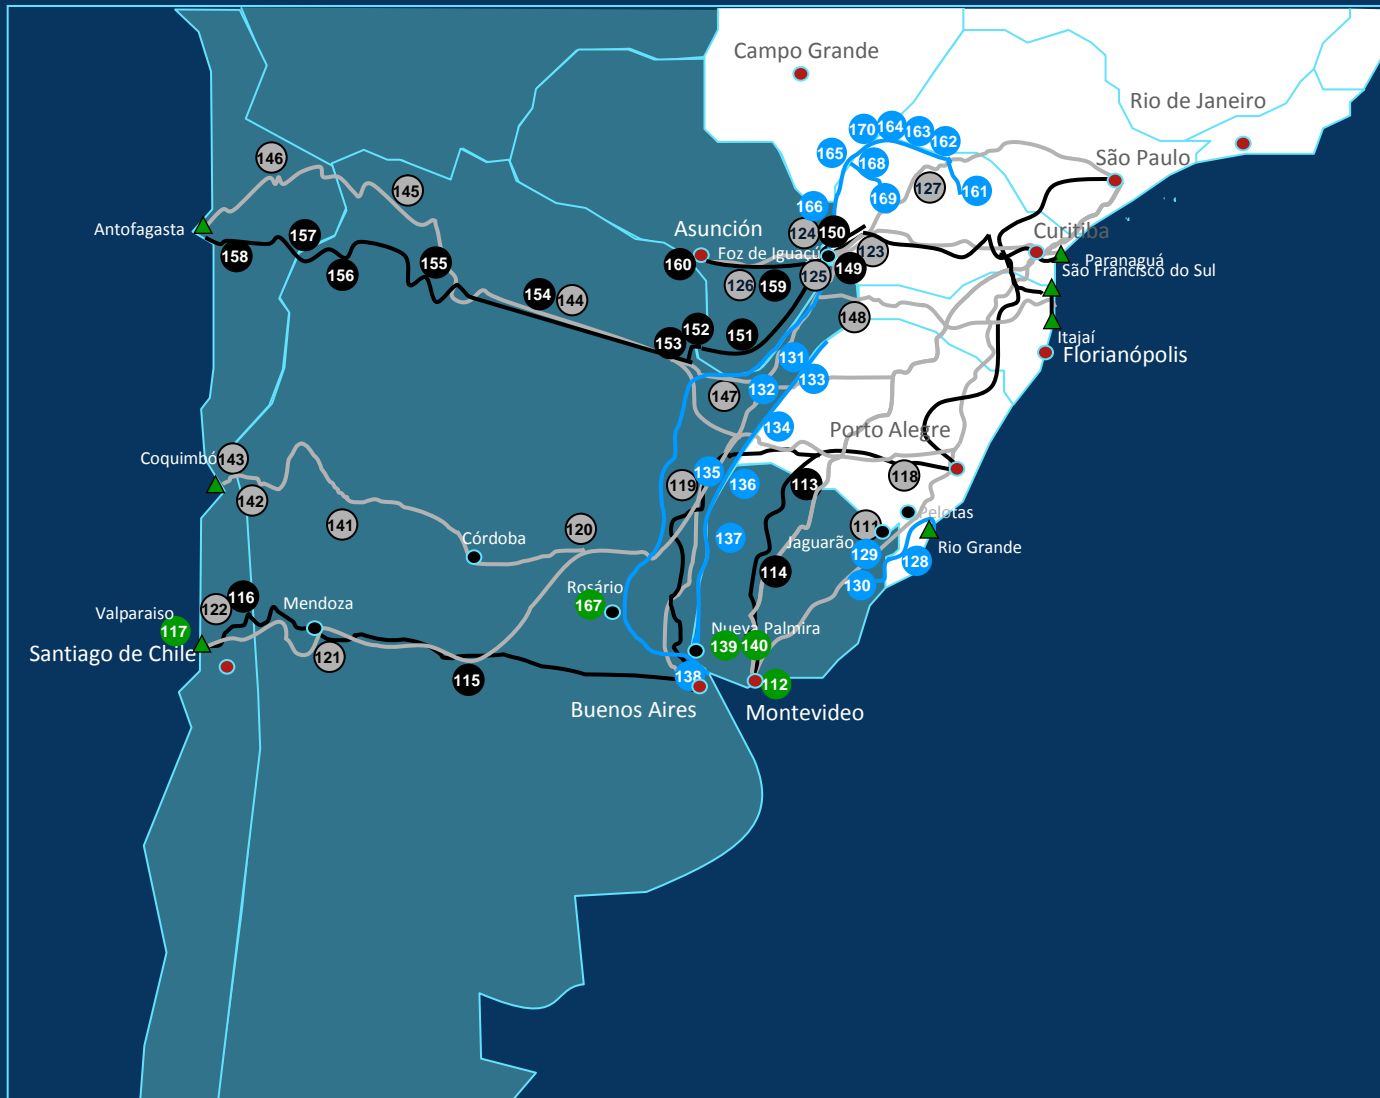 Campo Grande
Rio de Janeiro
170
164
163
162
165
168
146
São Paulo
145
127
161
169
166
Antofagasta
157
Asunción
124
150
Curitiba
158
Foz de Iguaçú
123
Paranaguá
155
160
149
São Francisco do Sul
156
125
126
159
154
144
148
152
151
153
Itajaí
131
Florianópolis
133
132
147
134
Porto Alegre
Coquimbó
143
135
118
119
136
113
142
Pelotas
141
120
111
137
Jaguarão
Córdoba
Rio Grande
129
128
114
Rosário
130
116
167
Mendoza
122
Valparaiso
117
Nueva Palmira
139
140
Santiago de Chile
121
138
115
112
Buenos Aires
Montevideo